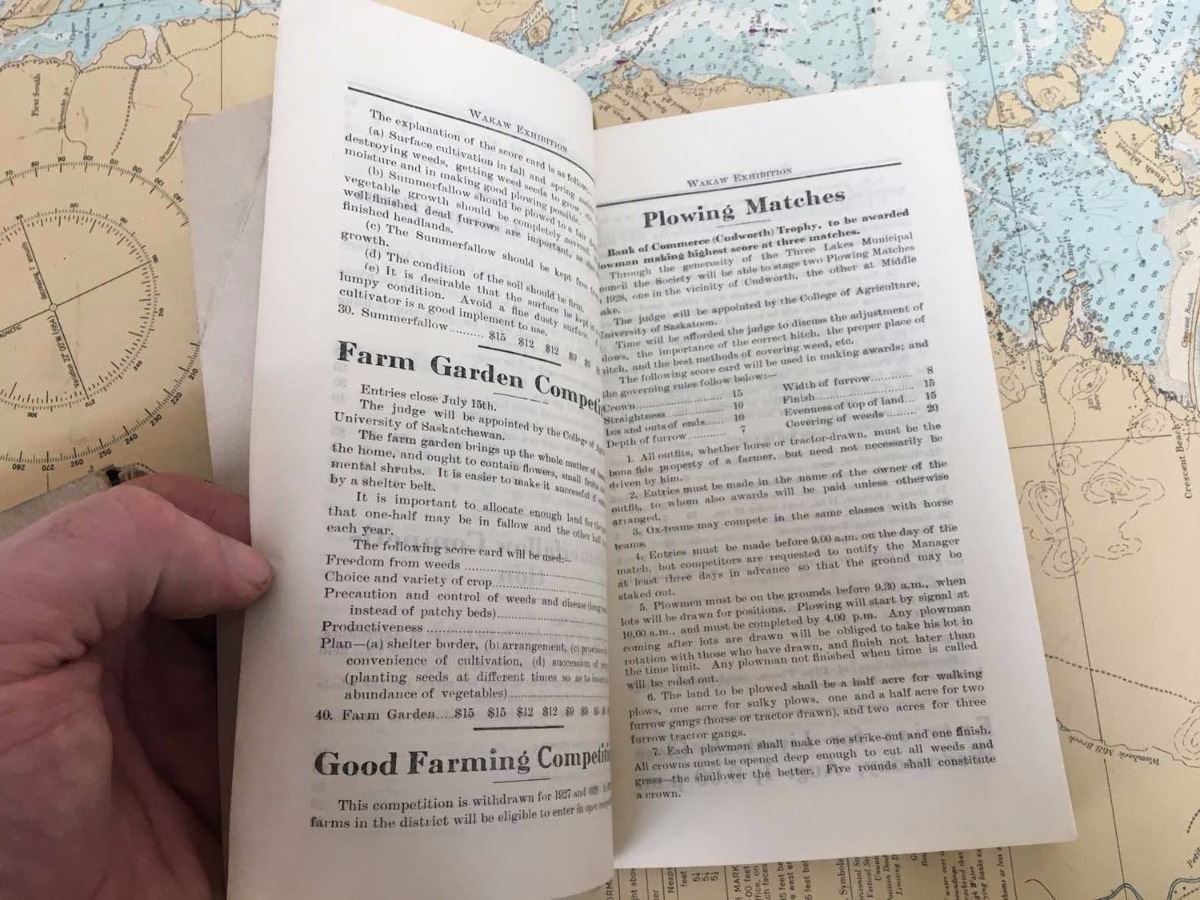 WAKAW EXHIBITION
The explanation of the score card is as follows
(a) Surface cultivation in fall and spring
destroying weeds, getting weed seeds to grow,
moisture and in making good plowing possible.
(b) Summerfallow should be plowed to a fair
vegetable growth should be completely covered
well-finished dead furrows are important as
finished headlands.
(c) The Summerfallow should be kept free
growth.
(d) The condition of the soil should be firm.
(e) It is desirable that the surface be kept in
lumpy condition. Avoid a fine dusty surface.
cultivator is a good implement to use.
30. Summerfallow........ $15 $12 $12 $9 $8
Farm Garden Competi
Entries close July 15th.
The judge will be appointed by the College of
University of Saskatchewan.
The farm garden brings up the whole matter of
the home, and ought to contain flowers, small fruits
mental shrubs. It is easier to make it successful if
by a shelter belt.
It is important to allocate enough land for the
that one-half may be in fallow and the other half
each year.
The following score card will be used:—
Freedom from weeds
Choice and variety of crop
Precaution and control of weeds and disease (long
instead of patchy beds)
Productiveness
Plan—(a) shelter border, (b) arrangement, (c)
convenience of cultivation, (d) succession of
(planting seeds at different times so as to
abundance of vegetables)
40. Farm Garden....$15 $15 $12 $12 $9 $9 $8
Good Farming Competiti
This competition is withdrawn for 1927 and
farms in the district will be eligible to enter in open
WAKAW EXHIBITION
Plowing Matches
Bank of Commerce (Cudworth) Trophy, to be awarded
owman making highest score at three matches.
Through the generosity of the Three Lakes Municipal
ouncil the Society will be able to stage two Plowing Matches
1928, one in the vicinity of Cudworth, the other at Middle
ake.
The judge will be appointed by the College of Agriculture,
University of Saskatoon.
Time will be afforded the judge to discuss the adjustment of
lows, the importance of the correct hitch, the proper place of
hitch, and the best methods of covering weed, etc.
The following score card will be used in making awards; and
the governing rules follow below:—
Crown 15 Width of furrow 8
Straightness 10 Finish 15
Ins and outs of ends 10 Evenness of top of land 15
Depth of furrow 7 Covering of weeds 20
1. All outfits, whether horse or tractor-drawn, must be the
bona fide property of a farmer, but need not necessarily be
driven by him.
2. Entries must be made in the name of the owner of the
outfit, to whom also awards will be paid unless otherwise
arranged.
3. Ox-teams may compete in the same classes with horse
teams.
4. Entries must be made before 9.00 a.m. on the day of the
match, but competitors are requested to notify the Manager
at least three days in advance so that the ground may be
staked out.
5. Plowmen must be on the grounds before 9.30 a.m., when
lots will be drawn for positions. Plowing will start by signal at
10.00 a.m., and must be completed by 4.00 p.m. Any plowman
coming after lots are drawn will be obliged to take his lot in
rotation with those who have drawn, and finish not later than
the time limit. Any plowman not finished when time is called
will be ruled out.
6. The land to be plowed shall be a half acre for walking
plows, one acre for sulky plows, one and a half acre for two
furrow gangs (horse or tractor drawn), and two acres for three
furrow tractor gangs.
7. Each plowman shall make one strike-out and one finish.
All crowns must be opened deep enough to cut all weeds and
grass—the shallower the better. Five rounds shall constitute
a crown.
FALSE LAKE
First South
Crescent Beach
Wambuck Mill Brook
MAGNETIC